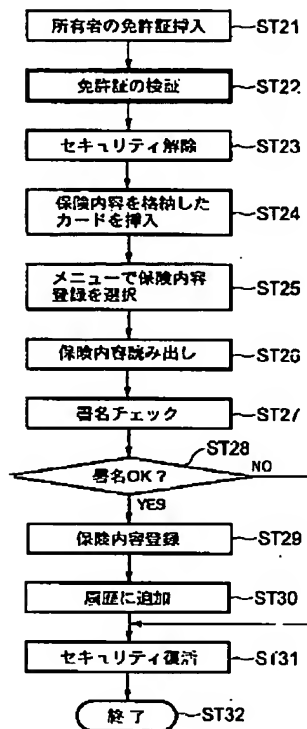 所有者の免許証挿入 ST21
免許証の検証 ST22
セキュリティ解除 ST23
保険内容を格納した
カードを挿入 ST24
メニューで保険内容
登録を選択 ST25
保険内容読み出し ST26
署名チェック ST27
ST28
署名OK? NO
YES
保険内容登録 ST29
履歴に追加 ST30
セキュリティ復活 ST31
終了 ST32